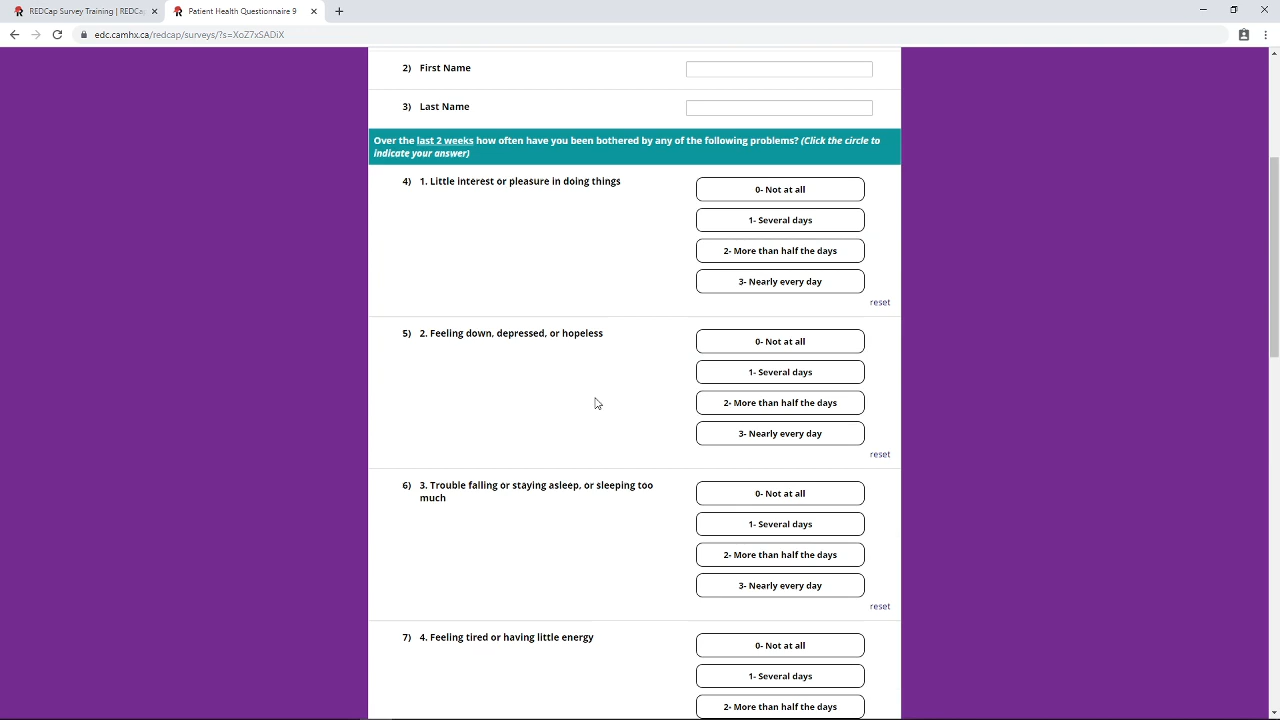 REDCap Survey Training | REDCa
Patient Health Questionnaire 9
edc.camhx.ca/redcap/surveys/?s=XoZ7xSADiX
2) First Name
3) Last Name
Over the last 2 weeks how often have you been bothered by any of the following problems? (Click the circle to
indicate your answer)
4) 1. Little interest or pleasure in doing things
0- Not at all
1- Several days
2- More than half the days
3- Nearly every day
reset
5) 2. Feeling down, depressed, or hopeless
0- Not at all
1- Several days
2- More than half the days
3- Nearly every day
reset
6) 3. Trouble falling or staying asleep, or sleeping too
much
0- Not at all
1- Several days
2- More than half the days
3- Nearly every day
reset
7) 4. Feeling tired or having little energy
0- Not at all
1- Several days
2- More than half the days